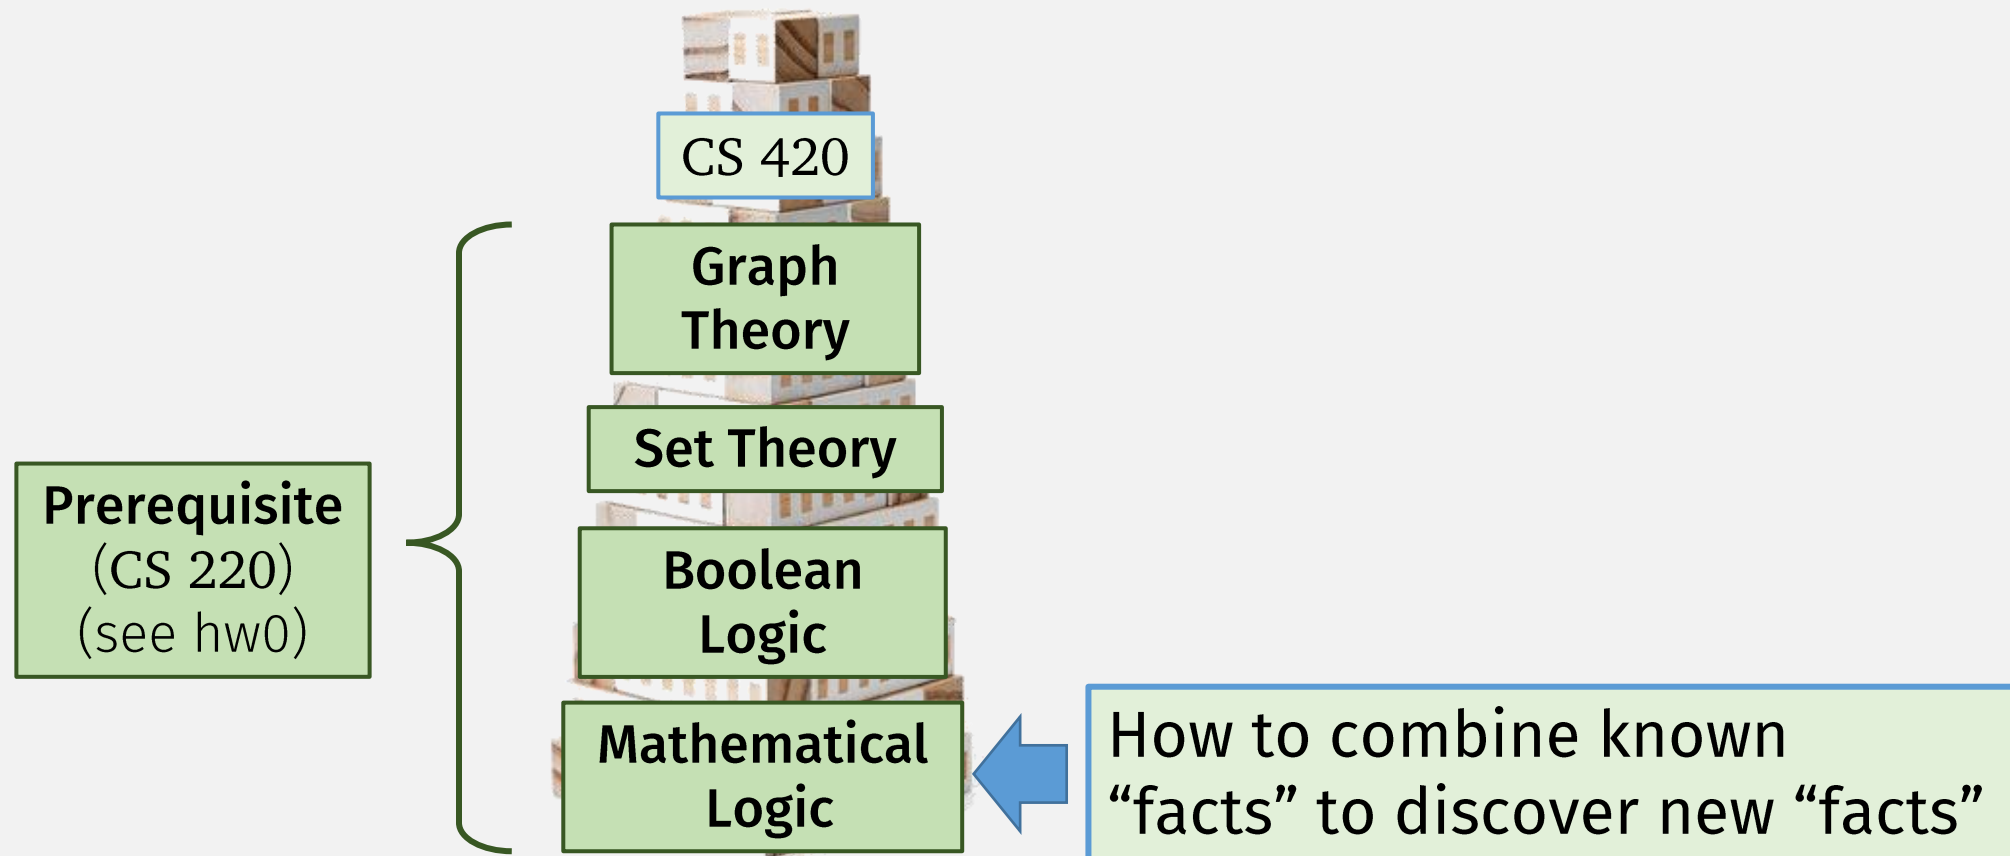 CS 420
Graph
Theory
Set Theory
Prerequisite
(CS 220)
(see hw0)
Boolean
Logic
Mathematical
Logic
How to combine known
“facts” to discover new “facts”